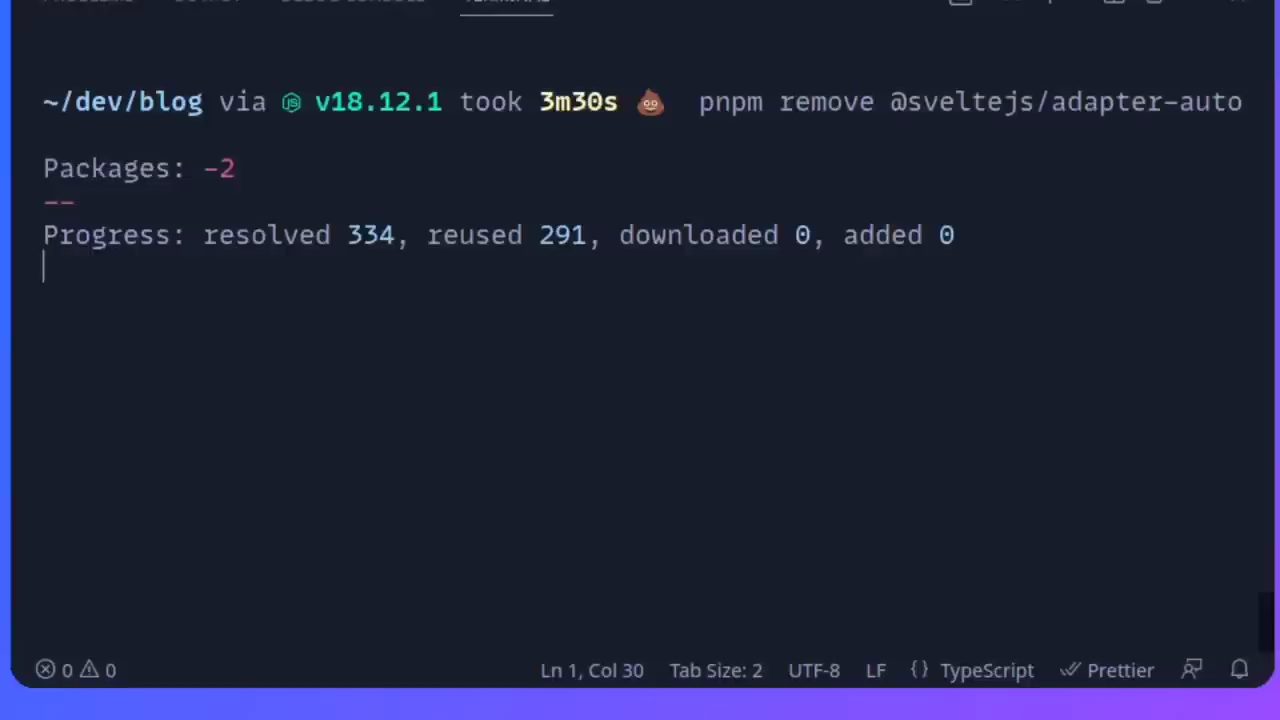 ~/dev/blog via v18.12.1 took 3m30s 💩 pnpm remove @sveltejs/adapter-auto
Packages: -2
--
Progress: resolved 334, reused 291, downloaded 0, added 0
0 0 Ln 1, Col 30 Tab Size: 2 UTF-8 LF {} TypeScript Prettier